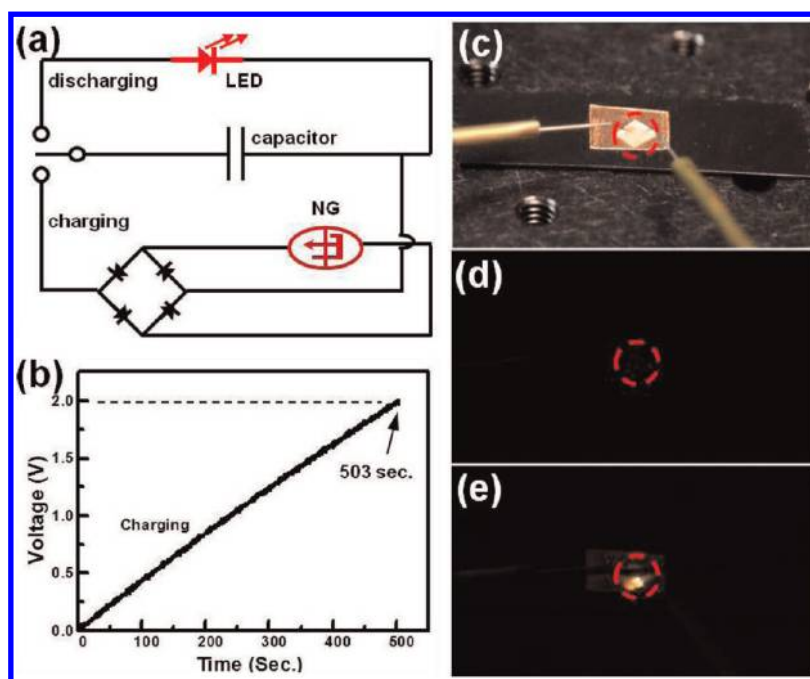 (a)
discharging
LED
capacitor
charging
NG
(b)
2.0
1.5
1.0
0.5
0.0
Voltage (V)
503 sec.
Charging
0 100 200 300 400 500
Time (Sec.)
(c)
(d)
(e)